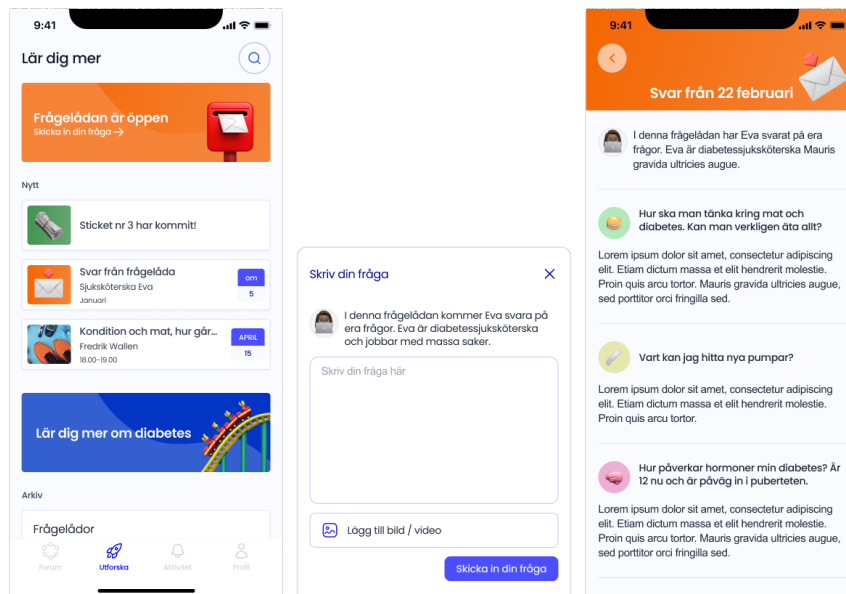 9:41
Lär dig mer
Frågelådan är öppen
Skicka in din fråga →
Nytt
Sticket nr 3 har kommit!
Svar från frågelåda
Sjuksköterska Eva
Januari
om
5
Kondition och mat, hur går...
Fredrik Wallen
18.00-19.00
APRIL
15
Lär dig mer om diabetes
Arkiv
Frågelådor
Forum
Utforska
Aktivitet
Profil
Skriv din fråga
I denna frågelådan kommer Eva svara på
era frågor. Eva är diabetessjuksköterska
och jobbar med massa saker.
Skriv din fråga här
Lägg till bild / video
Skicka in din fråga
9:41
Svar från 22 februari
I denna frågelådan har Eva svarat på era
frågor. Eva är diabetessjuksköterska Mauris
gravida ultricies augue.
Hur ska man tänka kring mat och
diabetes. Kan man verkligen äta allt?
Lorem ipsum dolor sit amet, consectetur adipiscing
elit. Etiam dictum massa et elit hendrerit molestie.
Proin quis arcu tortor. Mauris gravida ultricies augue,
sed porttitor orci fringilla sed.
Vart kan jag hitta nya pumpar?
Lorem ipsum dolor sit amet, consectetur adipiscing
elit. Etiam dictum massa et elit hendrerit molestie.
Proin quis arcu tortor.
Hur påverkar hormoner min diabetes? Är
12 nu och är påväg in i puberteten.
Lorem ipsum dolor sit amet, consectetur adipiscing
elit. Etiam dictum massa et elit hendrerit molestie.
Proin quis arcu tortor. Mauris gravida ultricies augue,
sed porttitor orci fringilla sed.